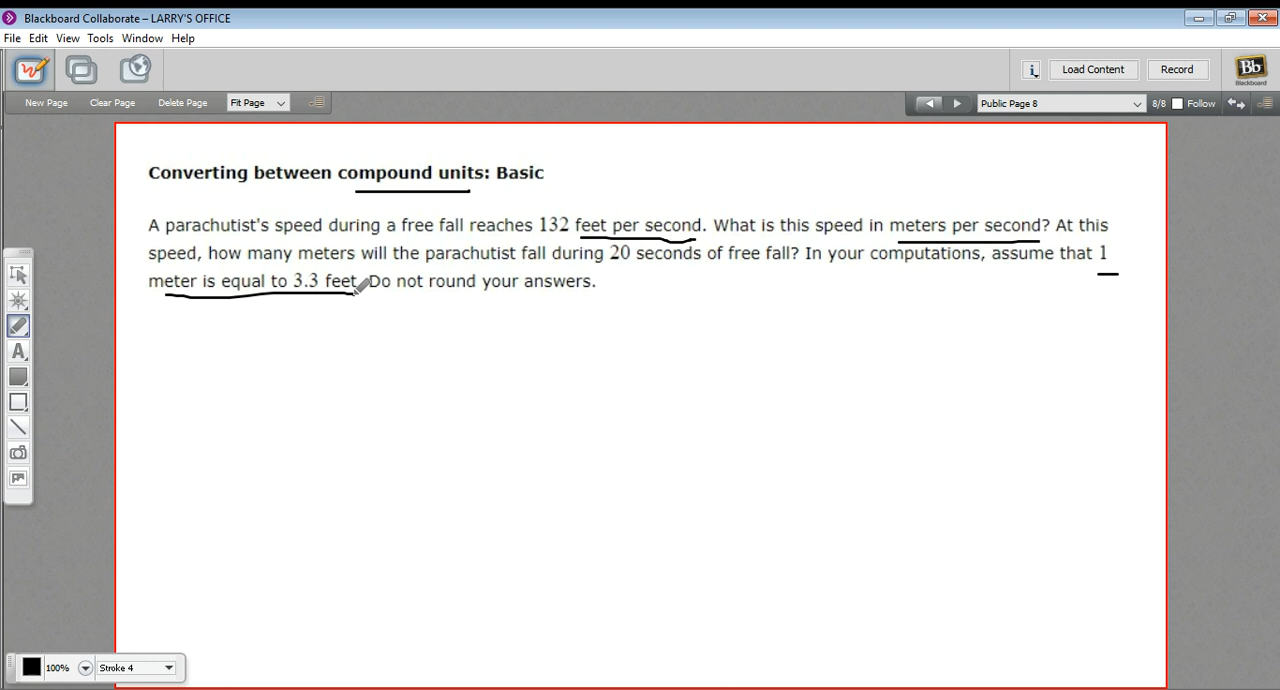 Blackboard Collaborate – LARRY'S OFFICE
File Edit View Tools Window Help
i Load Content Record Bb
Blackboard
New Page Clear Page Delete Page Fit Page Public Page 8 8/8 Follow
Converting between compound units: Basic
A parachutist's speed during a free fall reaches 132 feet per second. What is this speed in meters per second? At this
speed, how many meters will the parachutist fall during 20 seconds of free fall? In your computations, assume that 1
meter is equal to 3.3 feet. Do not round your answers.
A
100% Stroke 4